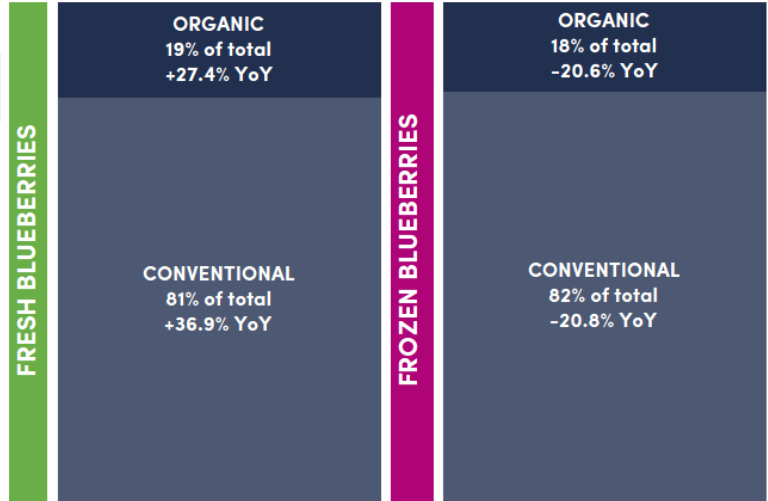 FRESH BLUEBERRIES
ORGANIC
19% of total
+27.4% YoY
CONVENTIONAL
81% of total
+36.9% YoY
FROZEN BLUEBERRIES
ORGANIC
18% of total
-20.6% YoY
CONVENTIONAL
82% of total
-20.8% YoY